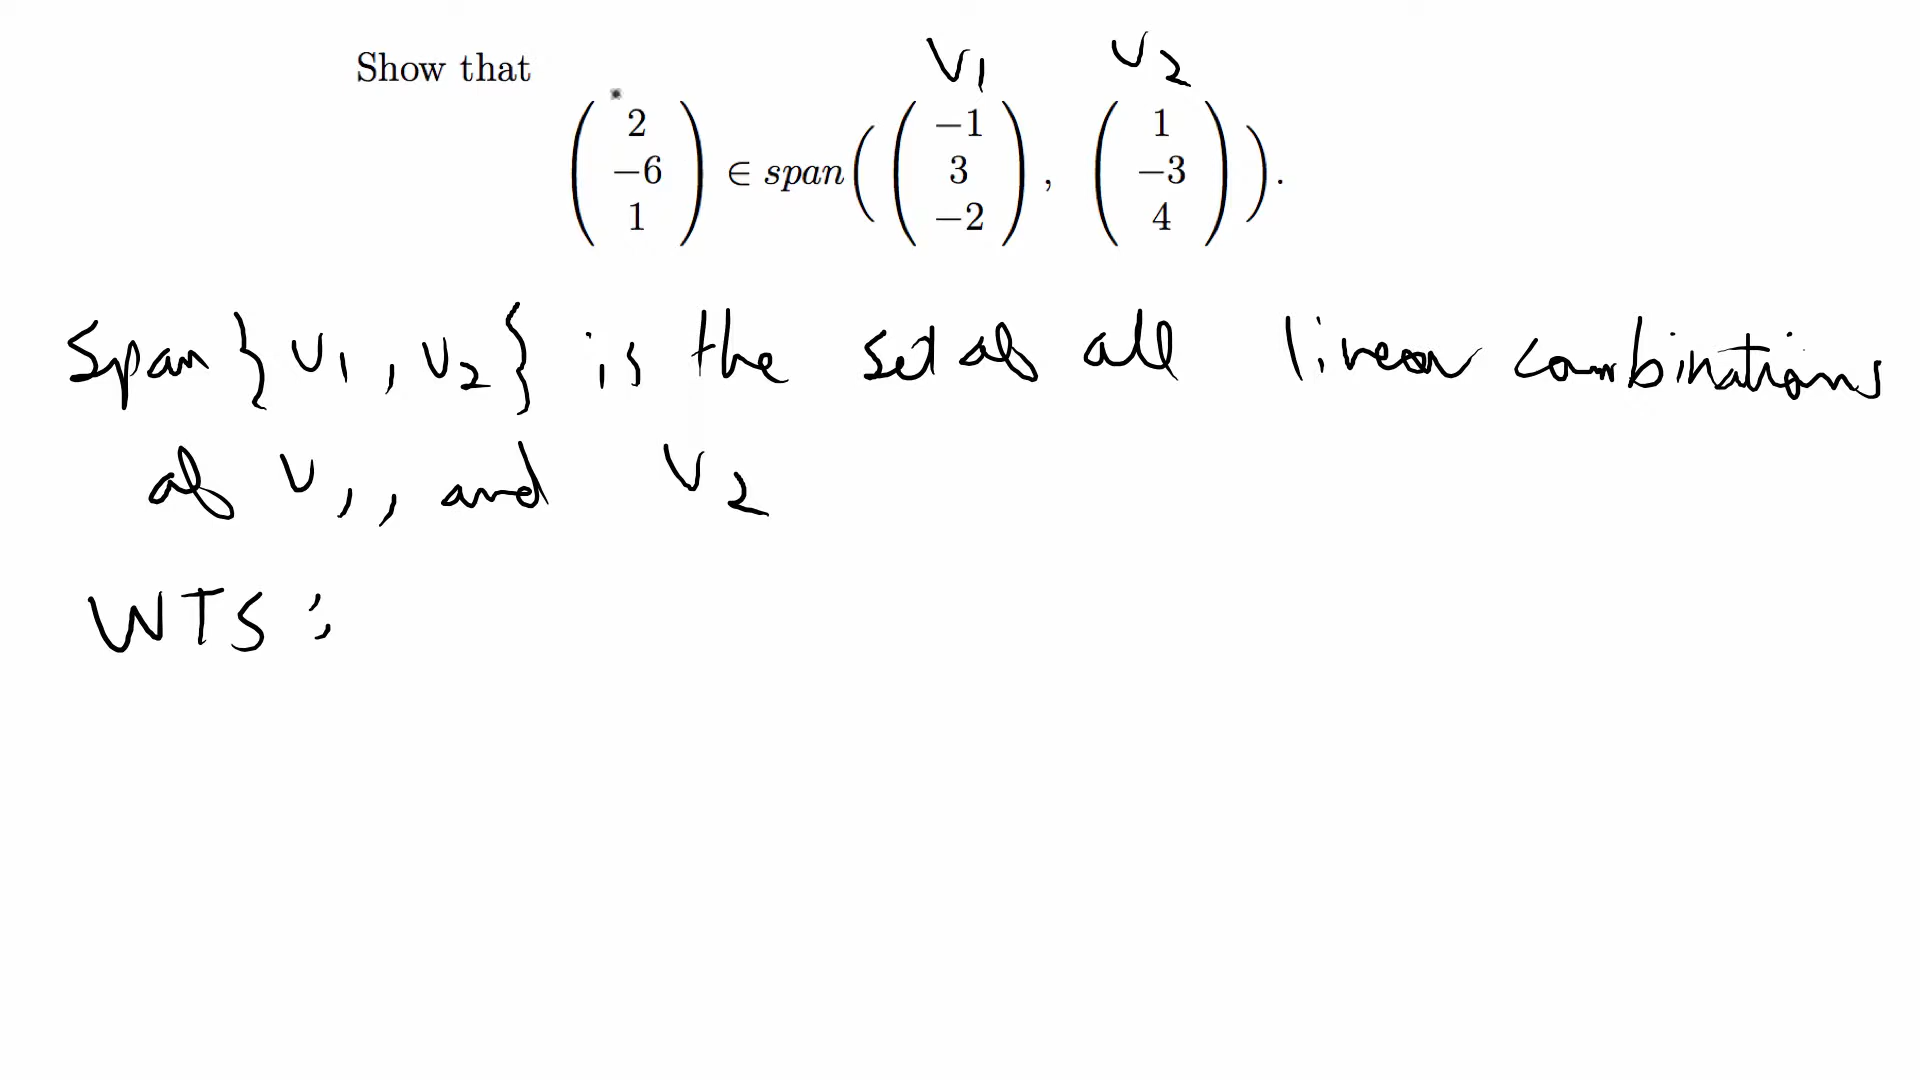 Show that
V1 V2
( 2 −6 1 ) ∈ span( ( −1 3 −2 ) , ( 1 −3 4 ) ).
Span } V1 , V2 } is the set of all linear combinations
of V1, and V2
WTS :